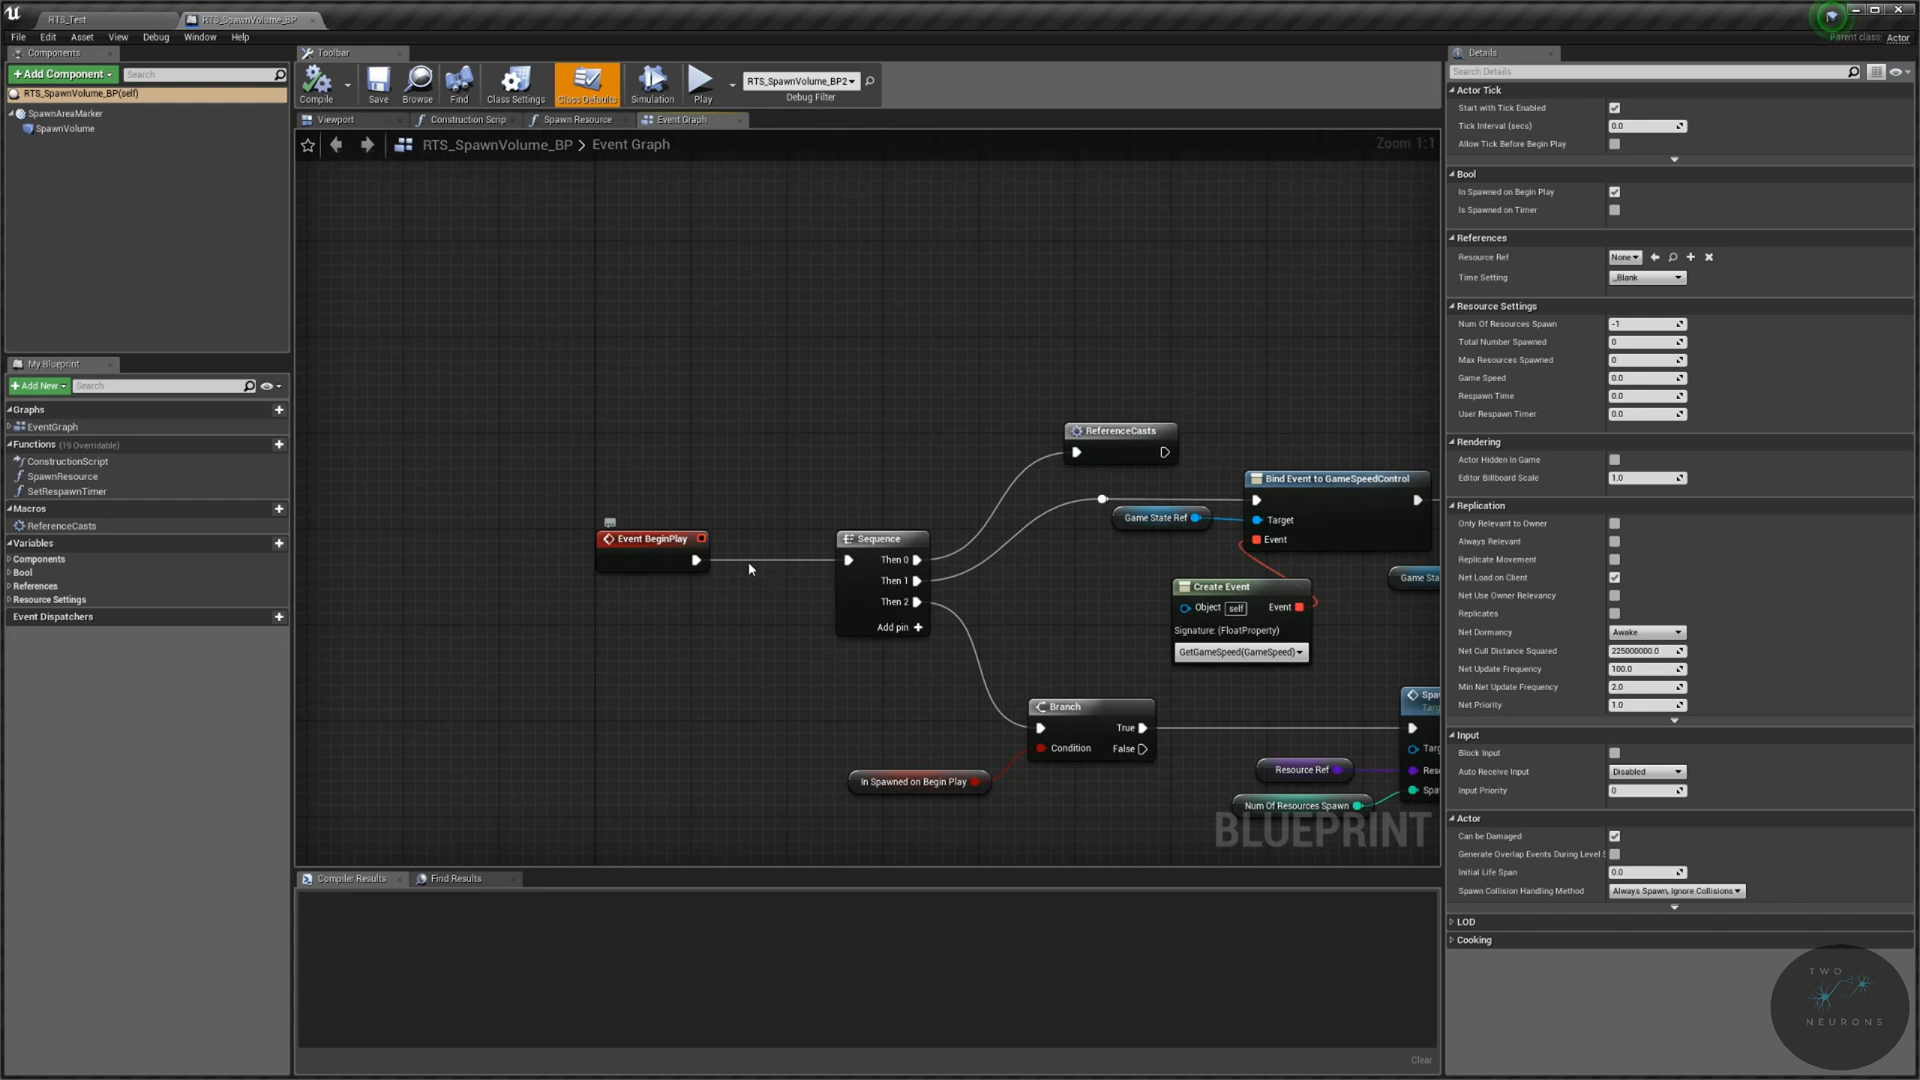 RTS_Test
RTS_SpawnVolume_BP
File Edit Asset View Debug Window Help
Parent class: Actor
Components
+Add Component
Search
RTS_SpawnVolume_BP(self)
SpawnAreaMarker
SpawnVolume
My Blueprint
+Add New
Search
Graphs
EventGraph
Functions (19 Overridable)
ConstructionScript
SpawnResource
SetRespawnTimer
Macros
ReferenceCasts
Variables
Components
Bool
References
Resource Settings
Event Dispatchers
Toolbar
Compile
Save
Browse
Find
Class Settings
Class Defaults
Simulation
Play
RTS_SpawnVolume_BP2
Debug Filter
Viewport
Construction Scrip
Spawn Resource
Event Graph
RTS_SpawnVolume_BP > Event Graph
Zoom 1:1
ReferenceCasts
Bind Event to GameSpeedControl
Target
Event
Game State Ref
Event BeginPlay
Sequence
Then 0
Then 1
Then 2
Add pin +
Create Event
Object self Event
Signature: (FloatProperty)
GetGameSpeed(GameSpeed)
Game Sta
Branch
True
Condition False
In Spawned on Begin Play
Spa
Targ
Targ
Resource Ref
Res
Num Of Resources Spawn
Spa
BLUEPRINT
Compiler Results
Find Results
Clear
Details
Search Details
Actor Tick
Start with Tick Enabled
Tick Interval (secs) 0.0
Allow Tick Before Begin Play
Bool
In Spawned on Begin Play
Is Spawned on Timer
References
Resource Ref None
Time Setting _Blank
Resource Settings
Num Of Resources Spawn -1
Total Number Spawned 0
Max Resources Spawned 0
Game Speed 0.0
Respawn Time 0.0
User Respawn Timer 0.0
Rendering
Actor Hidden In Game
Editor Billboard Scale 1.0
Replication
Only Relevant to Owner
Always Relevant
Replicate Movement
Net Load on Client
Net Use Owner Relevancy
Replicates
Net Dormancy Awake
Net Cull Distance Squared 225000000.0
Net Update Frequency 100.0
Min Net Update Frequency 2.0
Net Priority 1.0
Input
Block Input
Auto Receive Input Disabled
Input Priority 0
Actor
Can be Damaged
Generate Overlap Events During Level S
Initial Life Span 0.0
Spawn Collision Handling Method Always Spawn, Ignore Collisions
LOD
Cooking
TWO
NEURONS